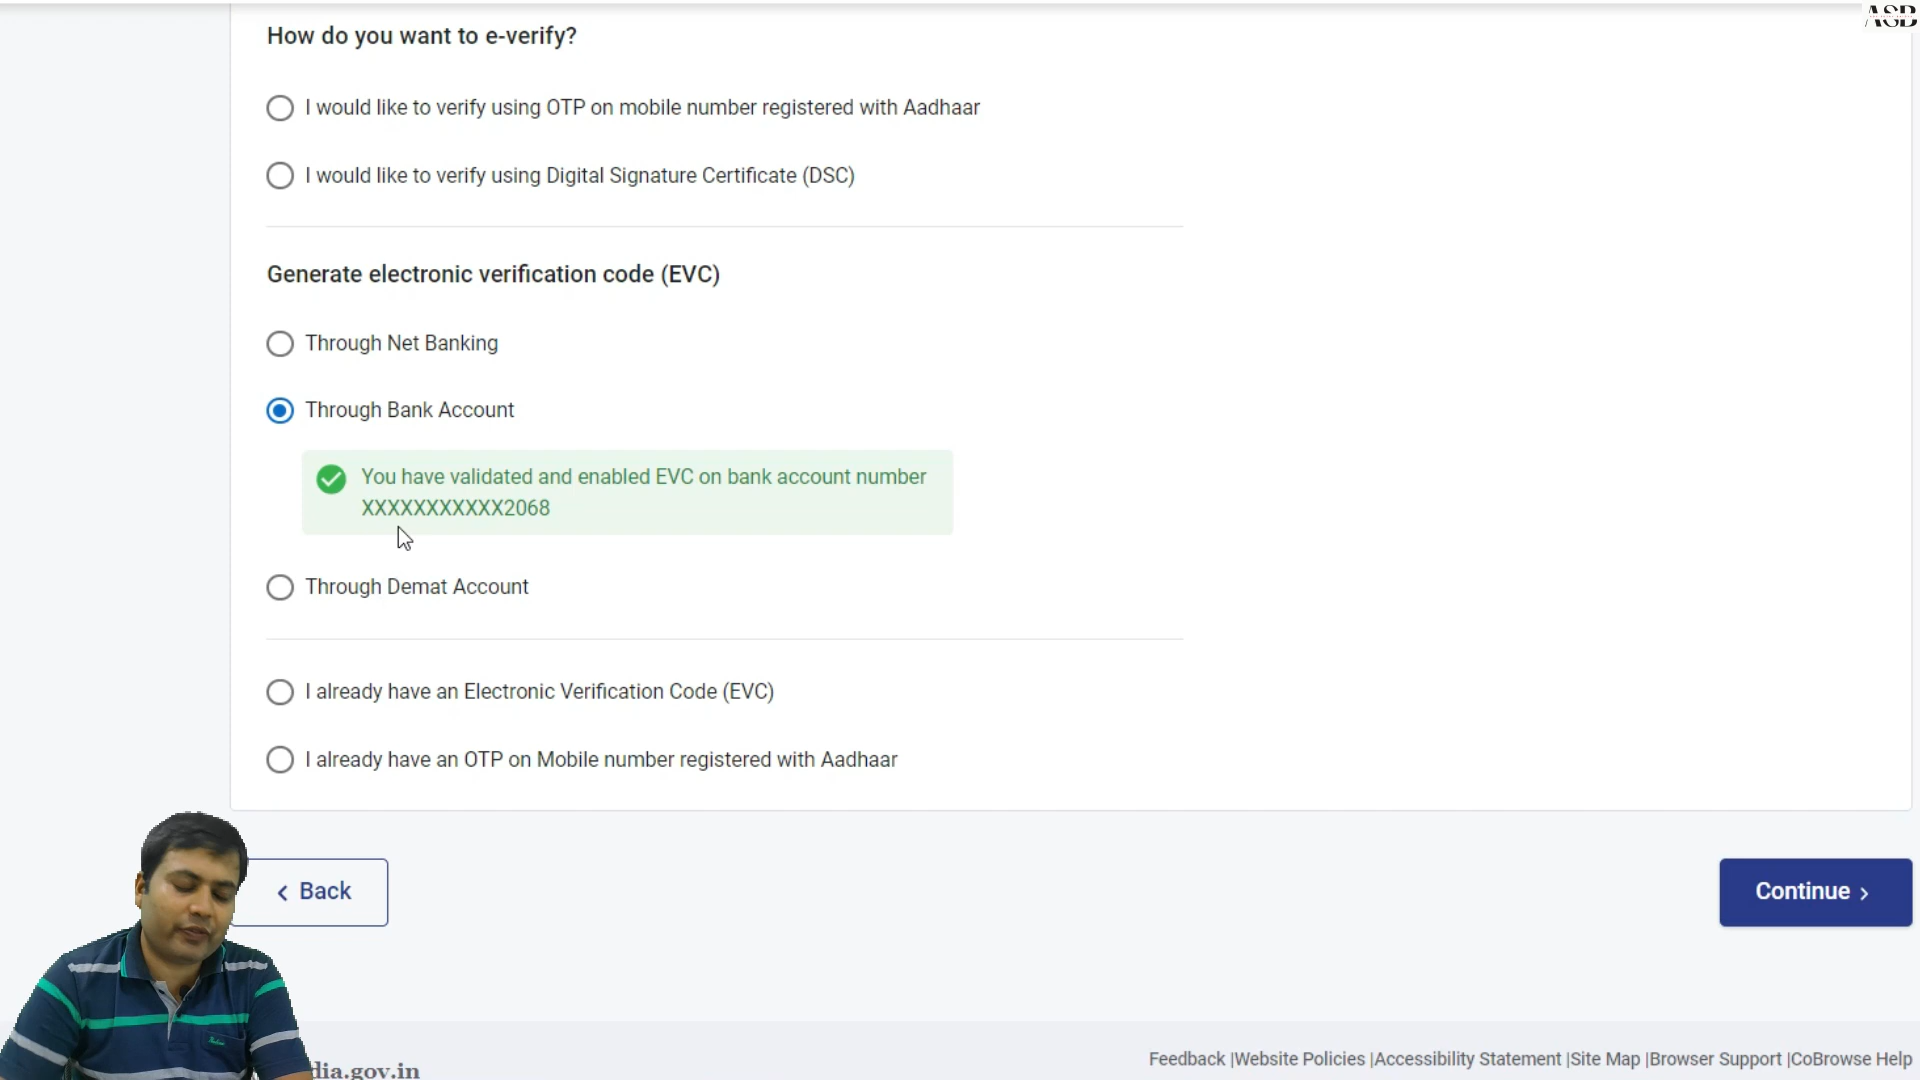 ASB
How do you want to e-verify?
I would like to verify using OTP on mobile number registered with Aadhaar
I would like to verify using Digital Signature Certificate (DSC)
Generate electronic verification code (EVC)
Through Net Banking
Through Bank Account
You have validated and enabled EVC on bank account number
XXXXXXXXXXX2068
Through Demat Account
I already have an Electronic Verification Code (EVC)
I already have an OTP on Mobile number registered with Aadhaar
< Back
Continue >
dia.gov.in
Feedback |Website Policies |Accessibility Statement |Site Map |Browser Support |CoBrowse Help